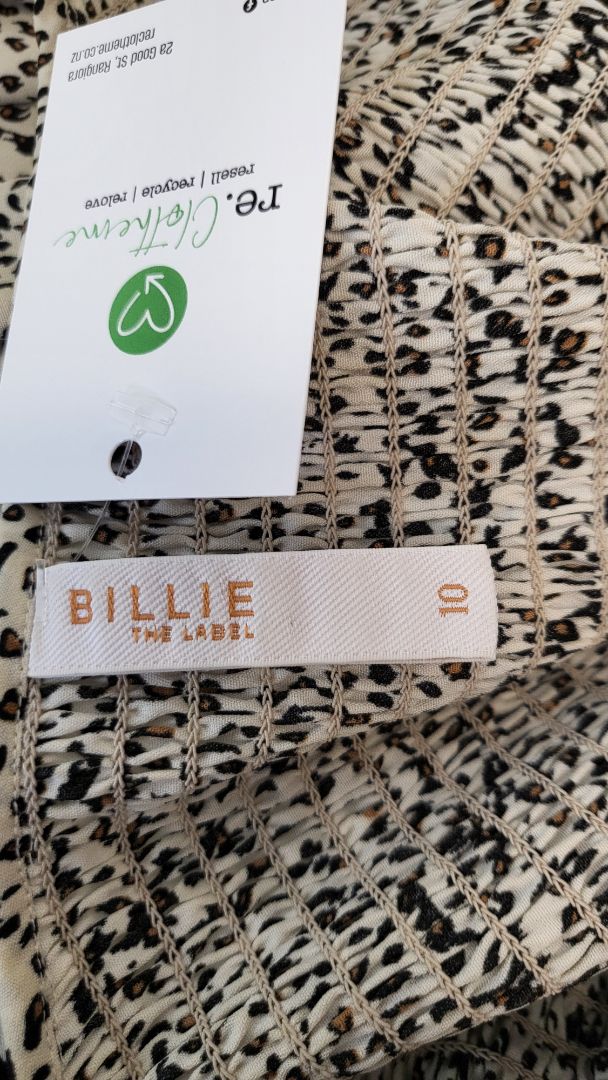 re.Clotheme
resell | recycle | relove
2a Good St, Rangiora
reclotheme.co.nz
BILLIE
THE LABEL
10